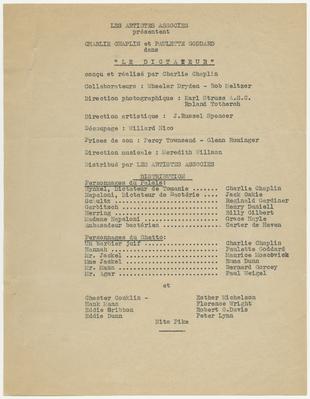 LES ARTISTES ASSOCIES
présentent
CHARLIE CHAPLIN et PAULETTE GODDARD
dans
"LE DICTATEUR"
conçu et réalisé par Charlie Chaplin
Collaborateurs : Wheeler Dryden - Bob Meltzer
Direction photographique : Karl Struss A.S.C.
Roland Totheroh
Direction artistique : J.Russel Spencer
Découpage : Willard Nico
Prises de son : Percy Townsend - Glenn Rominger
Direction musicale : Meredith Willson
Distribué par LES ARTISTES ASSOCIES
DISTRIBUTION
Personnages du Palais:
Hynkel, Dictateur de Tomanie ...... Charlie Chaplin
Napaloni, Dictateur de Bactérie .. Jack Oakie
Schultz ........................... Reginald Gardiner
Garbitsch ......................... Henry Daniell
Herring ........................... Billy Gilbert
Madame Napaloni ................... Grace Hayle
Ambassadeur bactérien ............. Carter de Haven
Personnages du Ghetto:
Un barbier juif ................... Charlie Chaplin
Hannah ............................ Paulette Goddard
Mr. Jaekel ........................ Maurice Moscovick
Mme Jaekel ........................ Emma Dunn
Mr. Mann .......................... Bernard Gorcey
Mr. Agar .......................... Paul Weigel
et
Chester Conklin - Esther Michelson
Hank Mann Florence Wright
Eddie Gribbon Robert O.Davis
Eddie Dunn Peter Lynn
Nita Pike